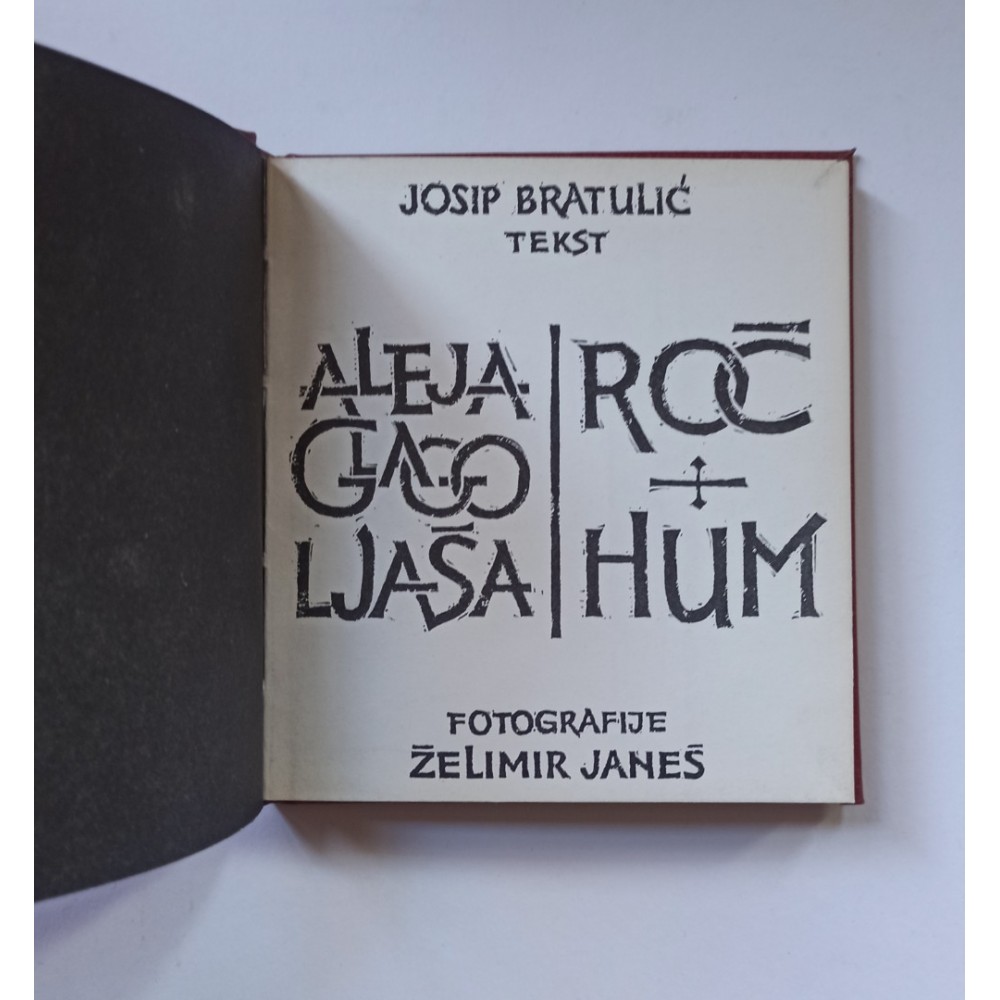 JOSIP BRATULIĆ
TEKST
ALEJA
GLAGO
LJAŠA
ROČ
HUM
FOTOGRAFIJE
ŽELIMIR JANEŠ